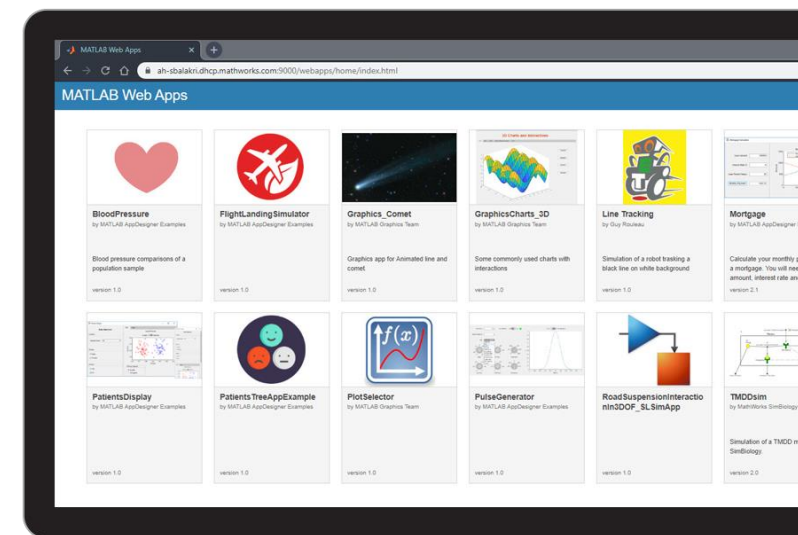 MATLAB Web Apps
ah-sbalakri.dhcp.mathworks.com:9000/webapps/home/index.html
MATLAB Web Apps
BloodPressure
by MATLAB AppDesigner Examples
Blood pressure comparisons of a
population sample
version 1.0
FlightLandingSimulator
by MATLAB AppDesigner Examples
version 1.0
Graphics_Comet
by MATLAB Graphics Team
Graphics app for Animated line and
comet
version 1.0
GraphicsCharts_3D
by MATLAB Graphics Team
Some commonly used charts with
interactions
version 1.0
Line Tracking
by Guy Rouleau
Simulation of a robot trasking a
black line on white background
version 1.0
Mortgage
by MATLAB AppDesigner
Calculate your monthly
a mortgage. You will nee
amount, interest rate an
version 2.1
PatientsDisplay
by MATLAB AppDesigner Examples
version 1.0
PatientsTreeAppExample
by MATLAB AppDesigner Examples
version 1.0
f(x)
PlotSelector
by MATLAB Graphics Team
version 1.0
PulseGenerator
by MATLAB AppDesigner Examples
version 1.0
RoadSuspensionInteractio
nIn3DOF_SLSimApp
version 1.0
TMDDsim
by MathWorks SimBiology
Simulation of a TMDD m
SimBiology.
version 2.0